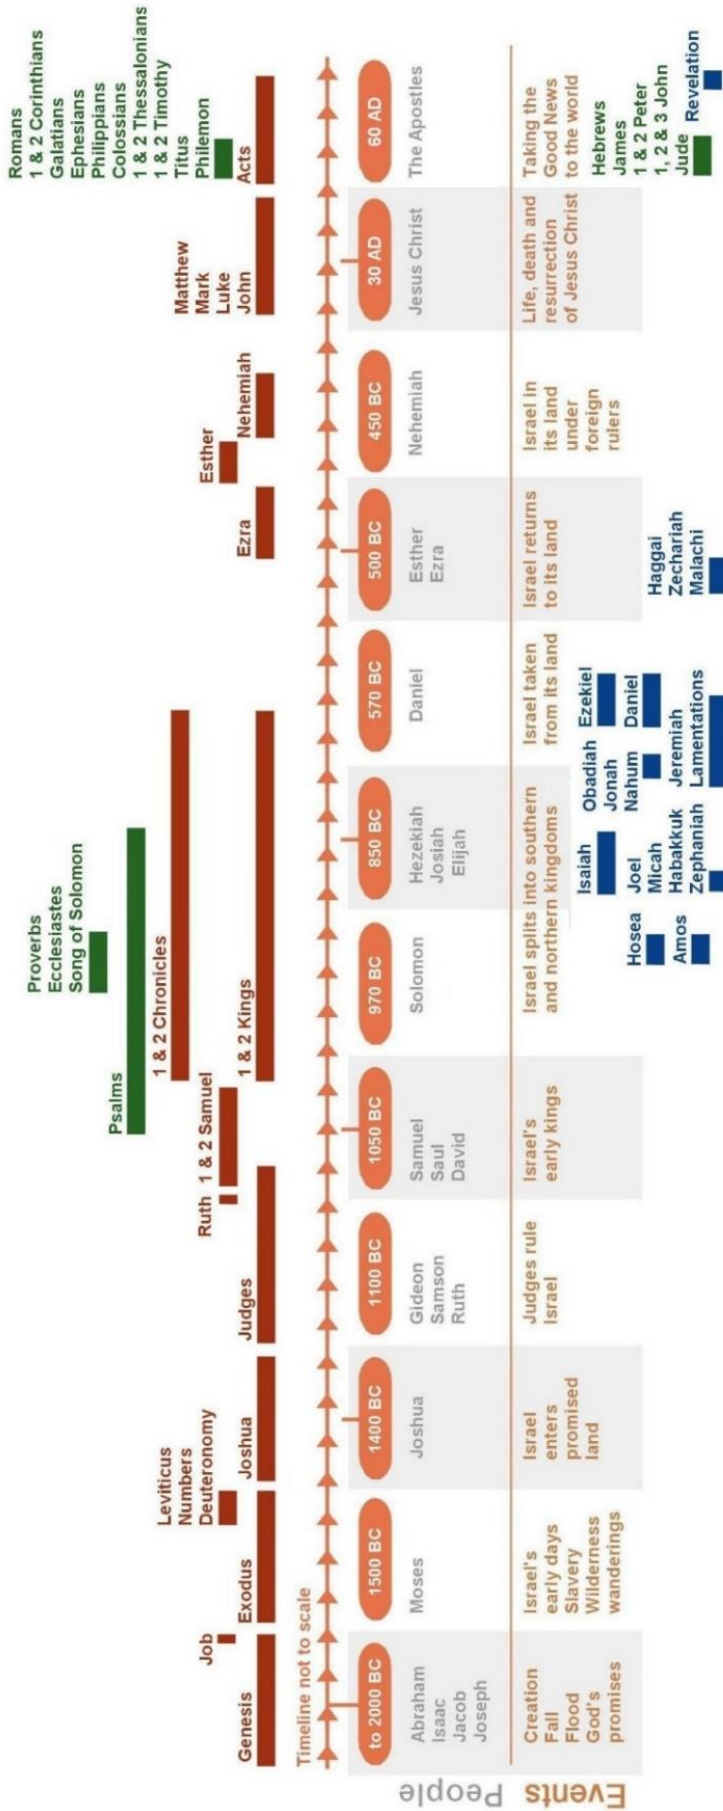 Genesis
Job
Exodus
Leviticus
Numbers
Deuteronomy
Joshua
Judges
Ruth
1 & 2 Samuel
Psalms
1 & 2 Chronicles
1 & 2 Kings
Proverbs
Ecclesiastes
Song of Solomon
Ezra
Esther
Nehemiah
Matthew
Mark
Luke
John
Romans
1 & 2 Corinthians
Galatians
Ephesians
Philippians
Colossians
1 & 2 Thessalonians
1 & 2 Timothy
Titus
Philemon
Acts
Timeline not to scale
to 2000 BC
1500 BC
1400 BC
1100 BC
1050 BC
970 BC
850 BC
570 BC
500 BC
450 BC
30 AD
60 AD
People
Abraham
Isaac
Jacob
Joseph
Moses
Joshua
Gideon
Samson
Ruth
Samuel
Saul
David
Solomon
Hezekiah
Josiah
Elijah
Daniel
Esther
Ezra
Nehemiah
Jesus Christ
The Apostles
Events
Creation
Fall
Flood
God's
promises
Israel's
early days
Slavery
Wilderness
wanderings
Israel
enters
promised
land
Judges rule
Israel
Israel's
early kings
Israel splits into southern
and northern kingdoms
Israel taken
from its land
Israel returns
to its land
Israel in
its land
under
foreign
rulers
Life, death and
resurrection
of Jesus Christ
Taking the
Good News
to the world
Hosea
Amos
Isaiah
Joel
Micah
Habakkuk
Zephaniah
Obadiah
Jonah
Nahum
Ezekiel
Daniel
Jeremiah
Lamentations
Haggai
Zechariah
Malachi
Hebrews
James
1 & 2 Peter
1, 2 & 3 John
Jude
Revelation